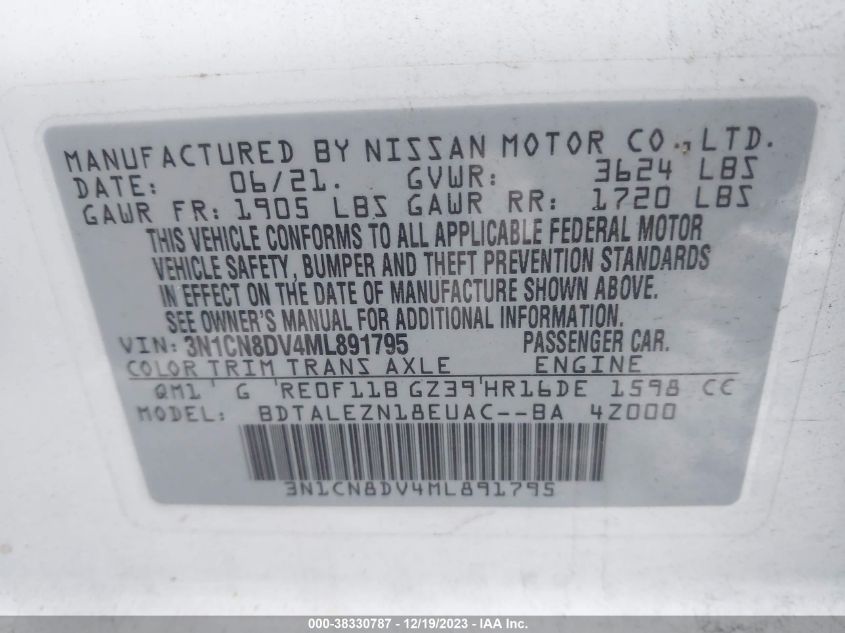 MANUFACTURED BY NISSAN MOTOR CO., LTD.
DATE: 06/21. GVWR: 3624 LBS
GAWR FR: 1905 LBS GAWR RR: 1720 LBS
THIS VEHICLE CONFORMS TO ALL APPLICABLE FEDERAL MOTOR
VEHICLE SAFETY, BUMPER AND THEFT PREVENTION STANDARDS
IN EFFECT ON THE DATE OF MANUFACTURE SHOWN ABOVE.
SEE OWNER'S MANUAL FOR ADDITIONAL INFORMATION.
VIN: 3N1CN8DV4ML891795 PASSENGER CAR.
COLOR TRIM TRANS AXLE ENGINE
QM1 G RE0F11B GZ39 HR16DE 1598 CC
MODEL: BDTALEZN18EUAC--BA 4Z000
3N1CN8DV4ML891795
000-38330787 - 12/19/2023 - IAA Inc.